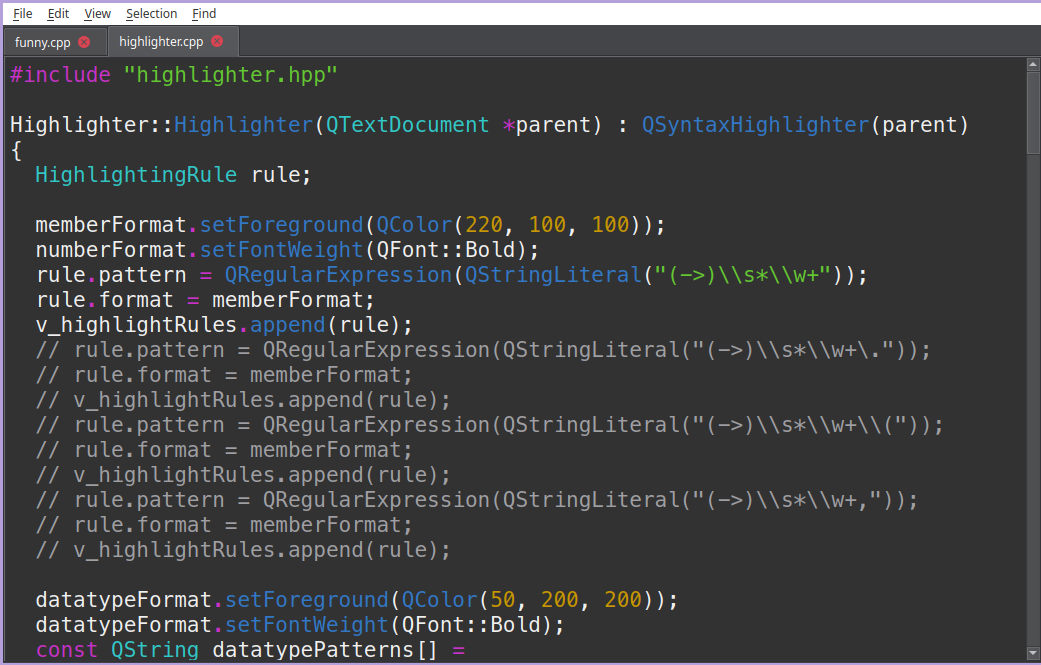 File Edit View Selection Find
funny.cpp highlighter.cpp
#include "highlighter.hpp"
Highlighter::Highlighter(QTextDocument *parent) : QSyntaxHighlighter(parent)
{
HighlightingRule rule;
memberFormat.setForeground(QColor(220, 100, 100));
numberFormat.setFontWeight(QFont::Bold);
rule.pattern = QRegularExpression(QStringLiteral("(->)\\s*\\w+"));
rule.format = memberFormat;
v_highlightRules.append(rule);
// rule.pattern = QRegularExpression(QStringLiteral("(->)\\s*\\w+\."));
// rule.format = memberFormat;
// v_highlightRules.append(rule);
// rule.pattern = QRegularExpression(QStringLiteral("(->)\\s*\\w+\\("));
// rule.format = memberFormat;
// v_highlightRules.append(rule);
// rule.pattern = QRegularExpression(QStringLiteral("(->)\\s*\\w+,"));
// rule.format = memberFormat;
// v_highlightRules.append(rule);
datatypeFormat.setForeground(QColor(50, 200, 200));
datatypeFormat.setFontWeight(QFont::Bold);
const QString datatypePatterns[] =